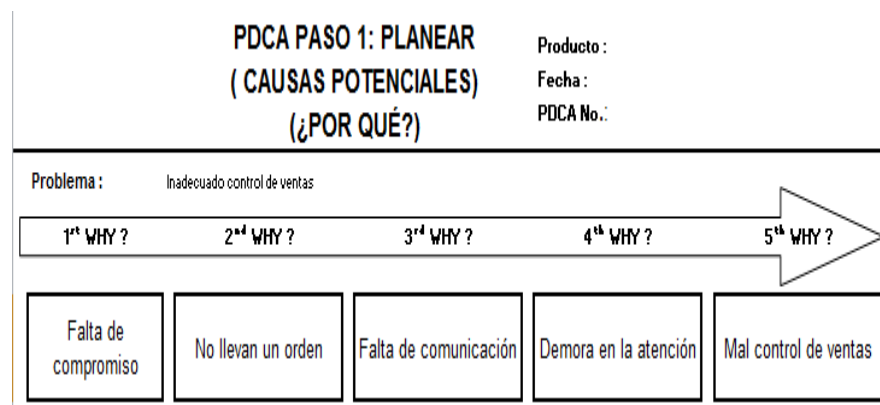 PDCA PASO 1: PLANEAR
( CAUSAS POTENCIALES)
(¿POR QUÉ?)
Producto :
Fecha :
PDCA No.:
Problema : Inadecuado control de ventas
1rt WHY ? 2nd WHY ? 3rd WHY ? 4th WHY ? 5th WHY ?
Falta de
compromiso
No llevan un orden
Falta de comunicación
Demora en la atención
Mal control de ventas